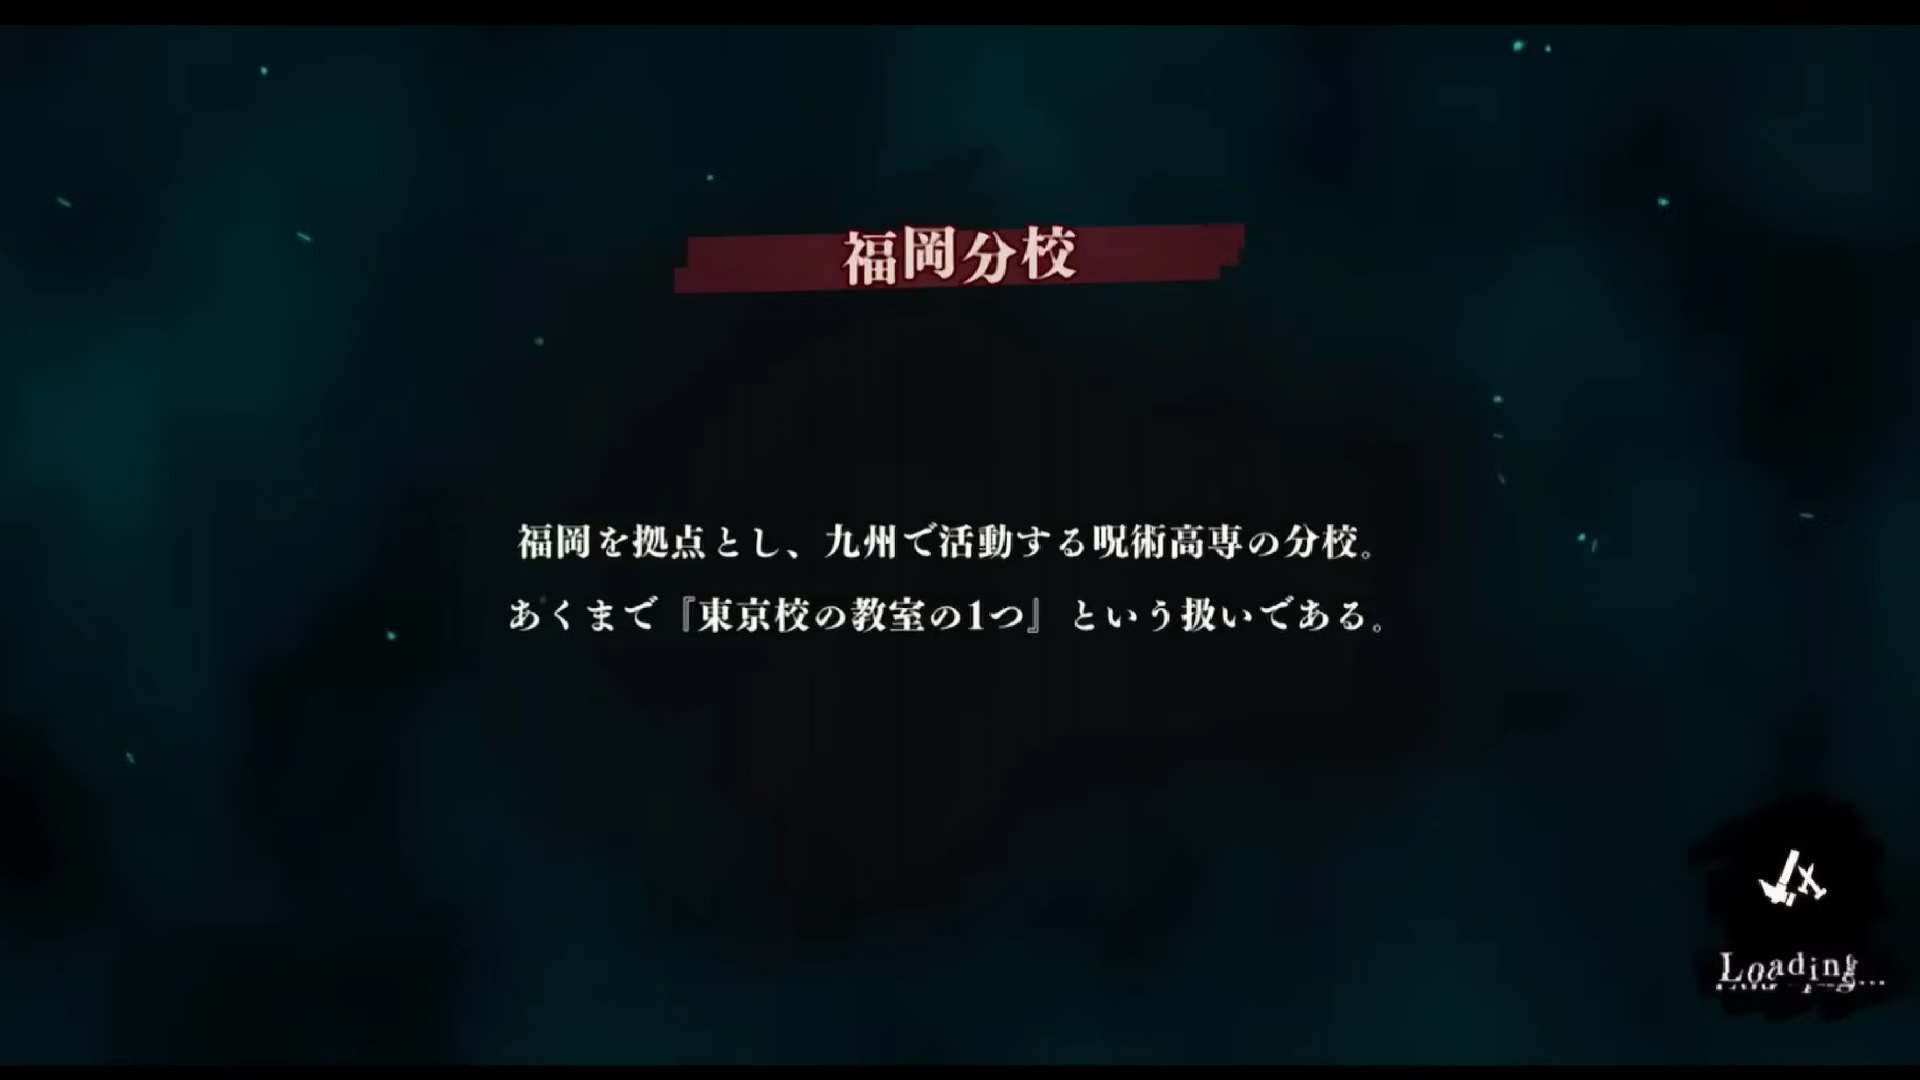 福岡分校
福岡を拠点とし、九州で活動する呪術高専の分校。
あくまで『東京校の教室の1つ』という扱いである。
Loading...